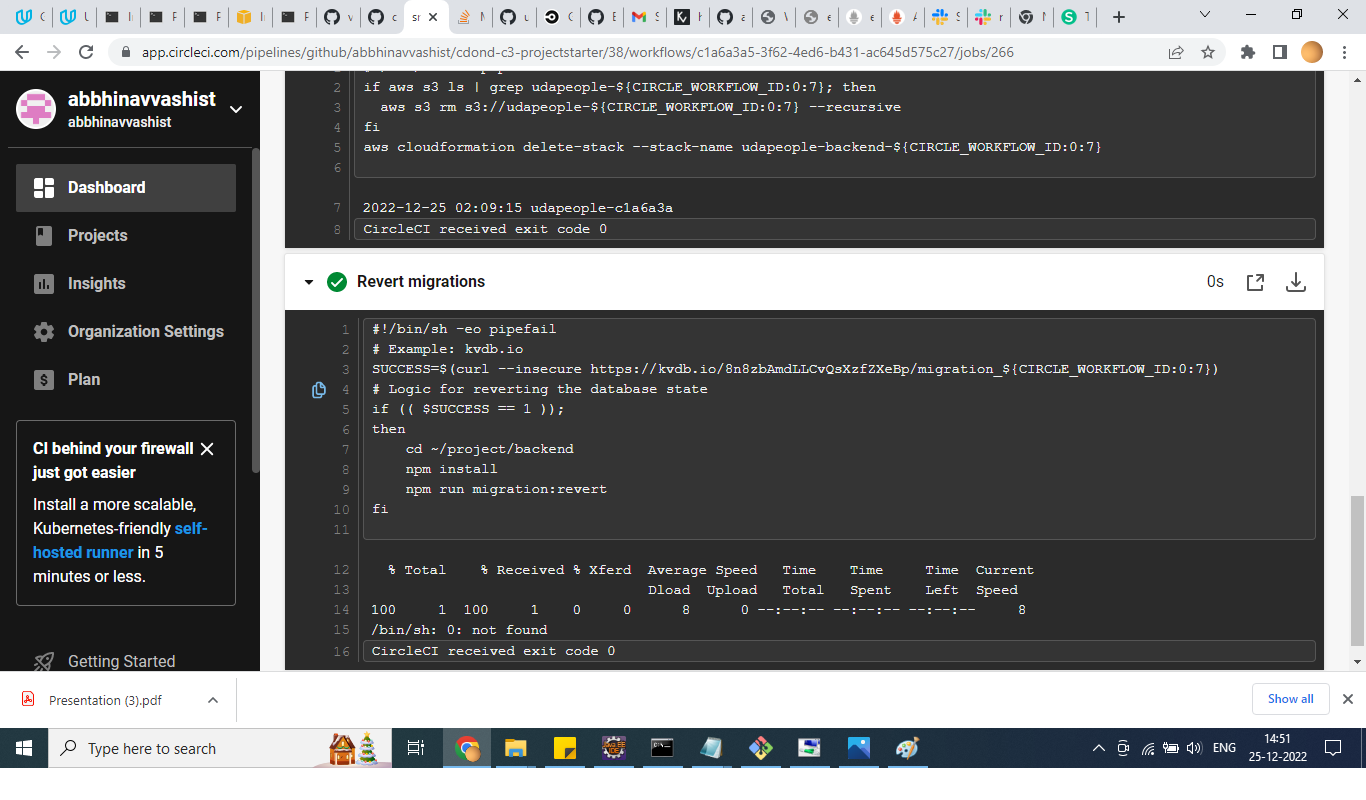 app.circleci.com/pipelines/github/abbhinavvashist/cdond-c3-projectstarter/38/workflows/c1a6a3a5-3f62-4ed6-b431-ac645d575c27/jobs/266
abbhinavvashist
abbhinavvashist
Dashboard
Projects
Insights
Organization Settings
Plan
CI behind your firewall
just got easier
Install a more scalable,
Kubernetes-friendly self-
hosted runner in 5
minutes or less.
Getting Started
2 if aws s3 ls | grep udapeople-${CIRCLE_WORKFLOW_ID:0:7}; then
3 aws s3 rm s3://udapeople-${CIRCLE_WORKFLOW_ID:0:7} --recursive
4 fi
5 aws cloudformation delete-stack --stack-name udapeople-backend-${CIRCLE_WORKFLOW_ID:0:7}
6
7 2022-12-25 02:09:15 udapeople-c1a6a3a
8 CircleCI received exit code 0
Revert migrations 0s
1 #!/bin/sh -eo pipefail
2 # Example: kvdb.io
3 SUCCESS=$(curl --insecure https://kvdb.io/8n8zbAmdLLCvQsXzfZXeBp/migration_${CIRCLE_WORKFLOW_ID:0:7})
4 # Logic for reverting the database state
5 if (( $SUCCESS == 1 ));
6 then
7 cd ~/project/backend
8 npm install
9 npm run migration:revert
10 fi
11
12 % Total % Received % Xferd Average Speed Time Time Time Current
13 Dload Upload Total Spent Left Speed
14 100 1 100 1 0 0 8 0 --:--:-- --:--:-- --:--:-- 8
15 /bin/sh: 0: not found
16 CircleCI received exit code 0
Presentation (3).pdf
Show all
Type here to search
ENG
14:51
25-12-2022